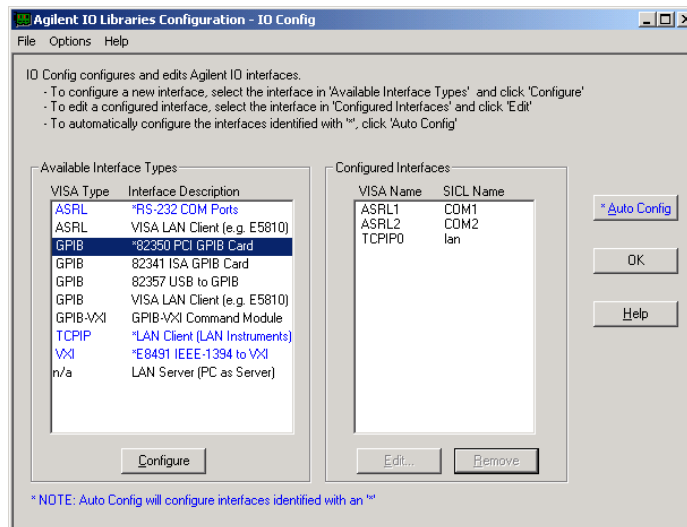 Agilent IO Libraries Configuration - IO Config
File Options Help
IO Config configures and edits Agilent IO interfaces.
- To configure a new interface, select the interface in 'Available Interface Types' and click 'Configure'
- To edit a configured interface, select the interface in 'Configured Interfaces' and click 'Edit'
- To automatically configure the interfaces identified with '*', click 'Auto Config'
Available Interface Types
VISA Type Interface Description
ASRL *RS-232 COM Ports
ASRL VISA LAN Client (e.g. E5810)
GPIB *82350 PCI GPIB Card
GPIB 82341 ISA GPIB Card
GPIB 82357 USB to GPIB
GPIB VISA LAN Client (e.g. E5810)
GPIB-VXI GPIB-VXI Command Module
TCPIP *LAN Client (LAN Instruments)
VXI *E8491 IEEE-1394 to VXI
n/a LAN Server (PC as Server)
Configure
Configured Interfaces
VISA Name SICL Name
ASRL1 COM1
ASRL2 COM2
TCPIP0 lan
Edit... Remove
* Auto Config
OK
Help
* NOTE: Auto Config will configure interfaces identified with an '*'